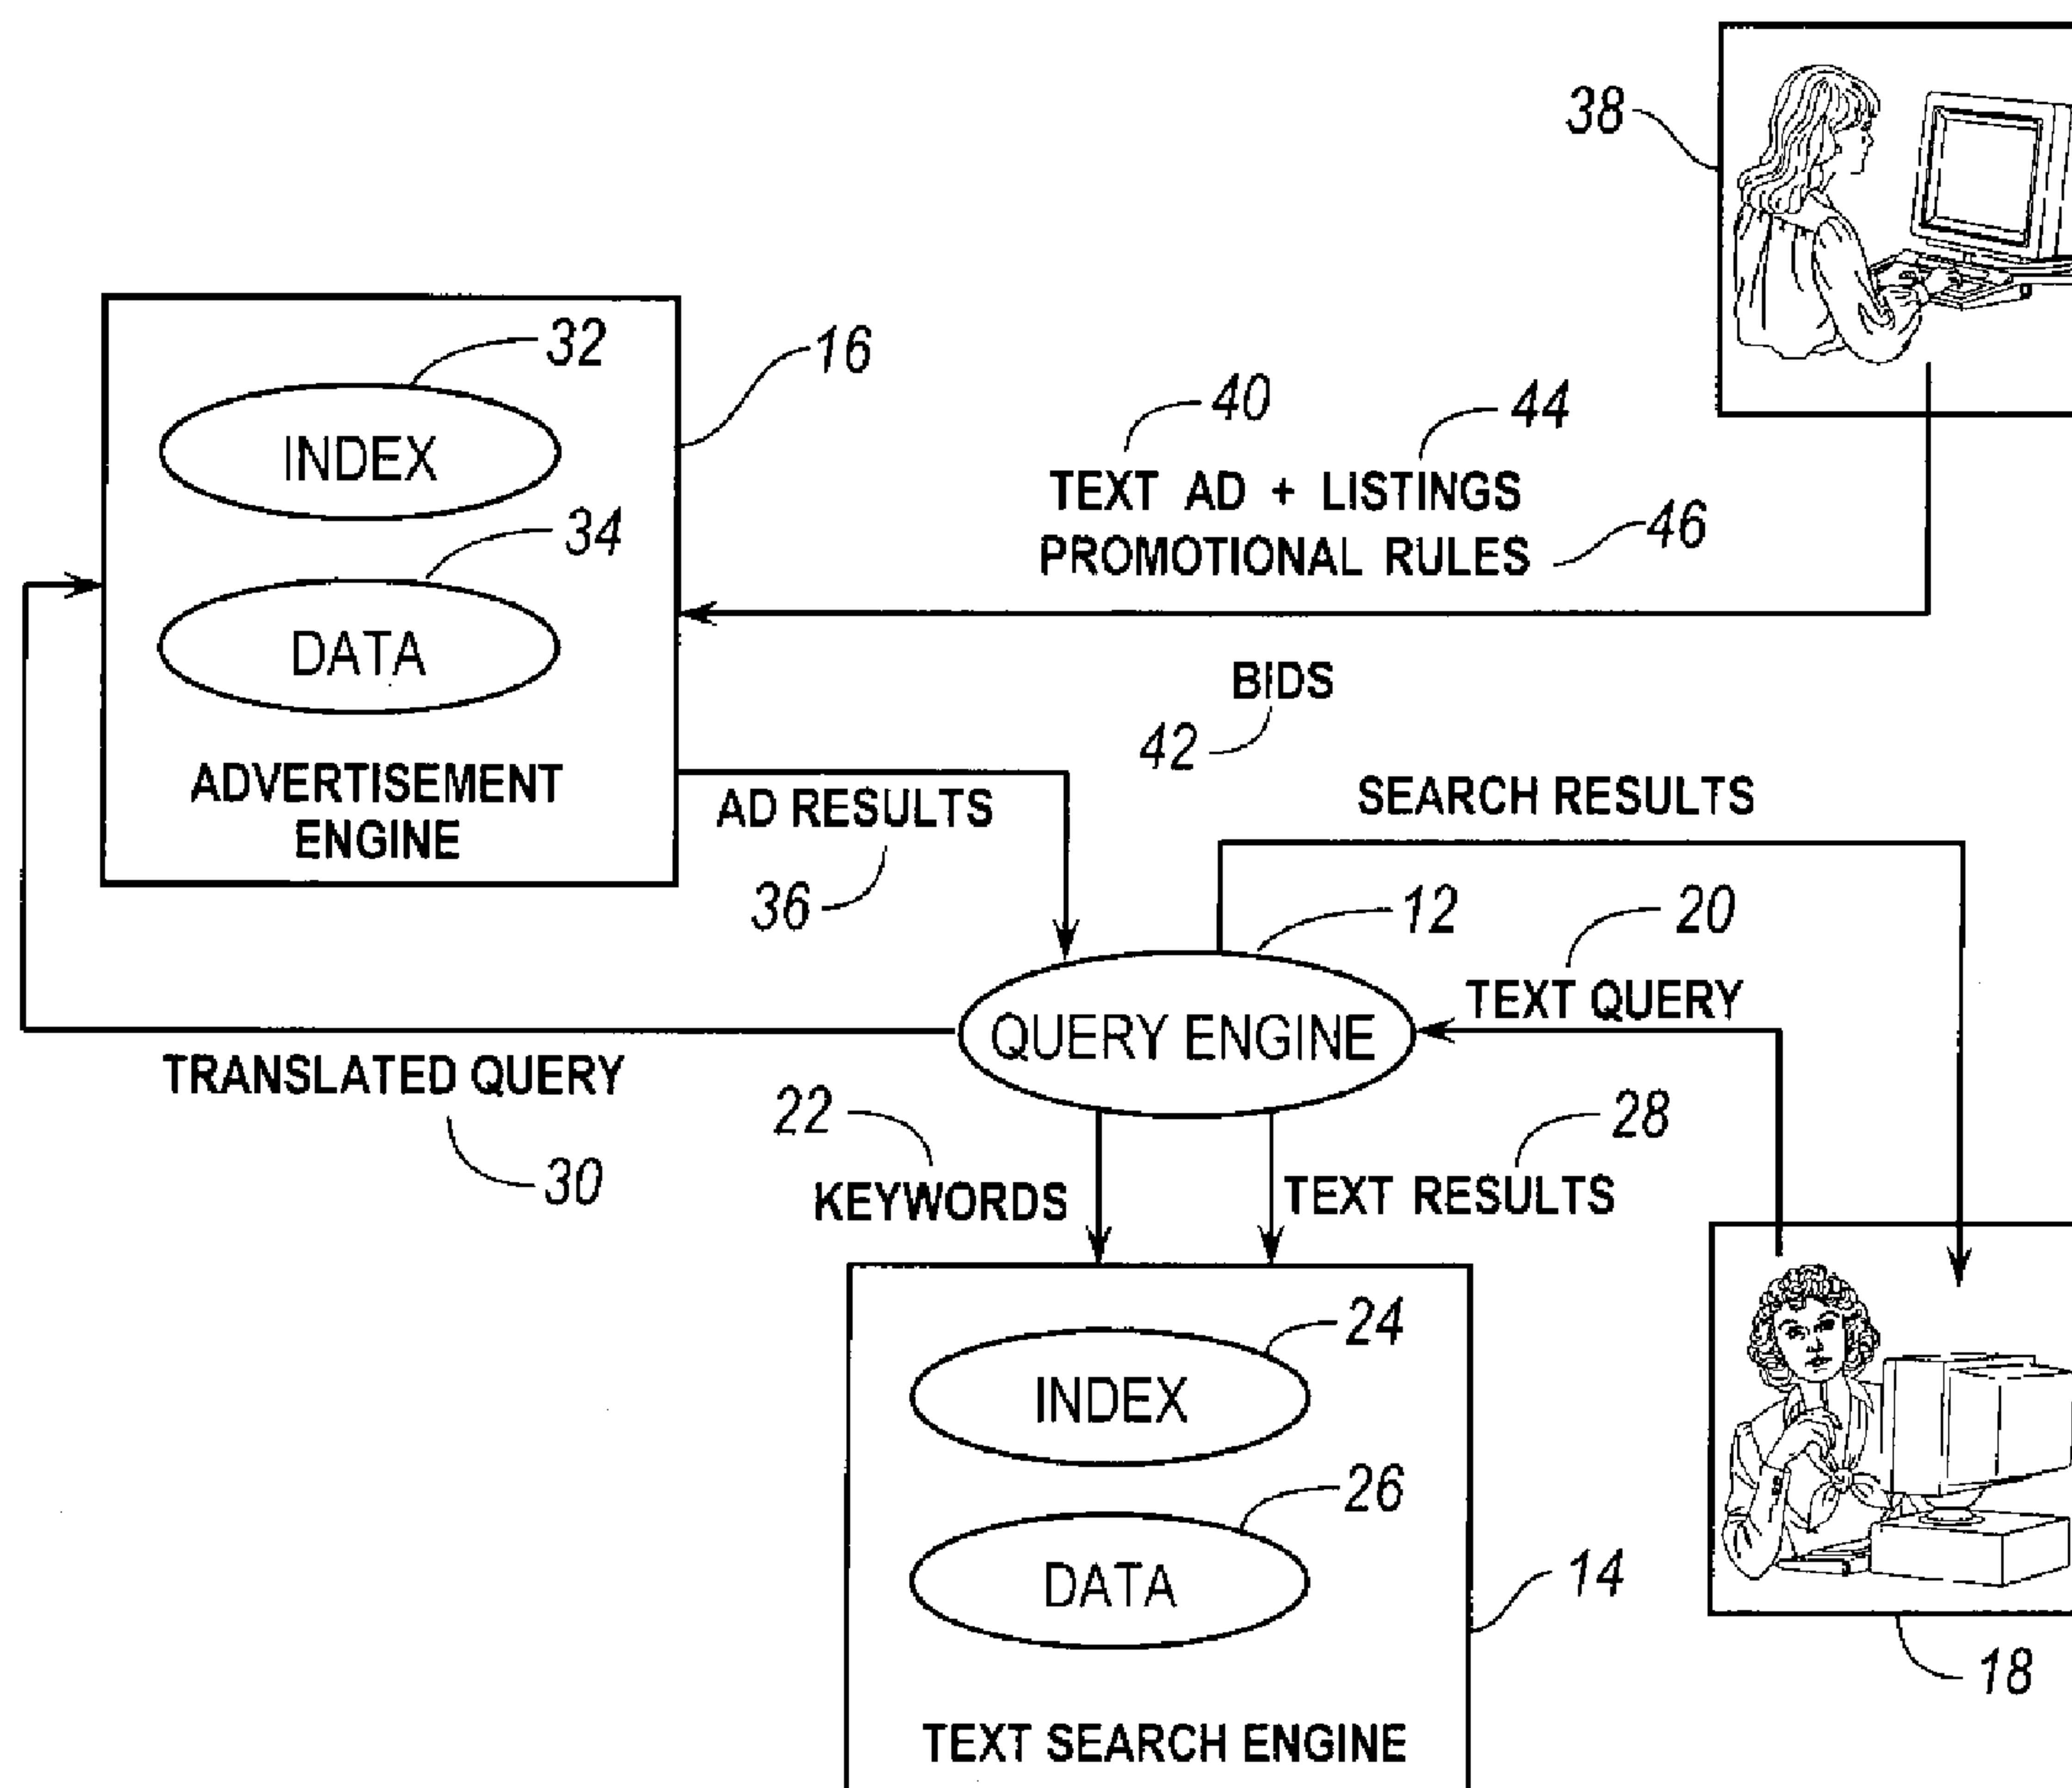 38
32
16
INDEX
40
44
TEXT AD + LISTINGS
34
46
PROMOTIONAL RULES
DATA
BIDS
42
ADVERTISEMENT
ENGINE
AD RESULTS
36
SEARCH RESULTS
12
20
TEXT QUERY
QUERY ENGINE
TRANSLATED QUERY
30
22
KEYWORDS
28
TEXT RESULTS
24
INDEX
26
DATA
14
18
TEXT SEARCH ENGINE